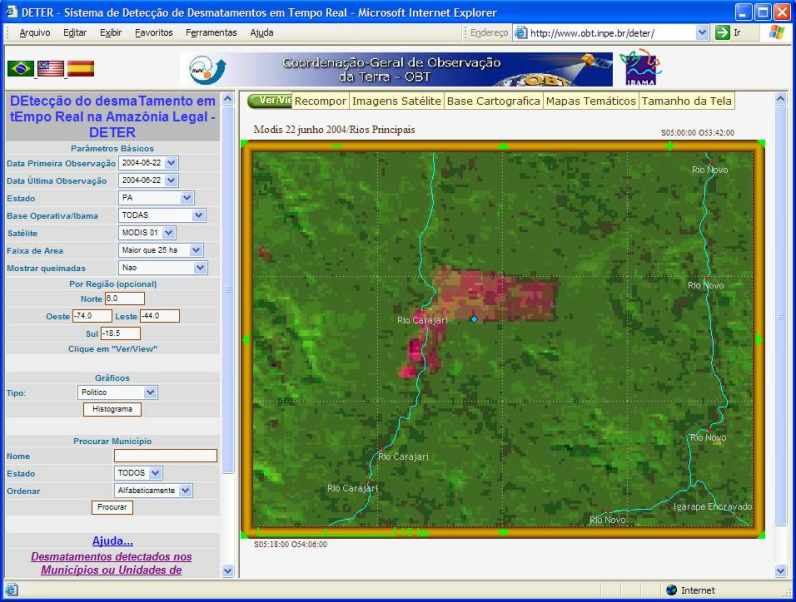 DETER - Sistema de Detecção de Desmatamentos em Tempo Real - Microsoft Internet Explorer
Arquivo Editar Exibir Favoritos Ferramentas Ajuda
Endereço http://www.obt.inpe.br/deter/ Ir
Coordenação-Geral de Observação
da Terra - OBT
OBT
IBAMA
DEtecção do desmaTamento em
tEmpo Real na Amazônia Legal -
DETER
Parâmetros Básicos
Data Primeira Observação 2004-06-22
Data Última Observação 2004-06-22
Estado PA
Base Operativa/Ibama TODAS
Satélite MODIS 01
Faixa de Area Maior que 25 ha
Mostrar queimadas Nao
Por Região (opcional)
Norte 6.0
Oeste -74.0 Leste -44.0
Sul -18.5
Clique em "Ver/View"
Gráficos
Tipo: Politico
Histograma
Procurar Município
Nome
Estado TODOS
Ordenar Alfabeticamente
Procurar
Ajuda...
Desmatamentos detectados nos
Municípios ou Unidades de
Ver/Vie Recompor Imagens Satélite Base Cartografica Mapas Temáticos Tamanho da Tela
Modis 22 junho 2004/Rios Principais
S05:00:00 O53:42:00
Rio Novo
Rio Novo
Rio Carajari
Rio Novo
Rio Carajari
Rio Carajari
Igarape Encravado
Rio Novo
S05:18:00 O54:06:00
Internet